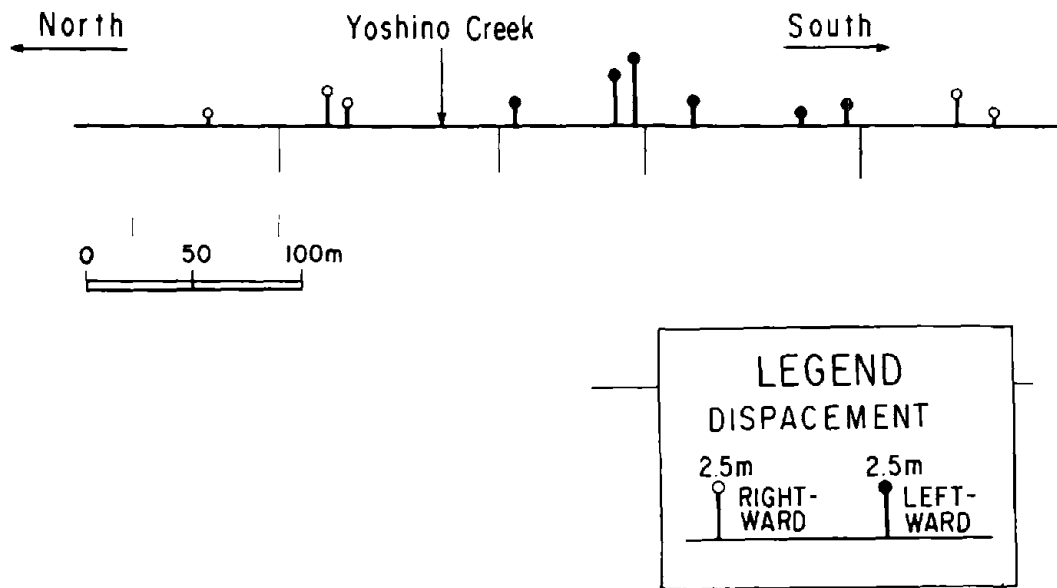 North
Yoshino Creek
South
0 50 100m
LEGEND
DISPACEMENT
2.5m 2.5m
RIGHT- LEFT-
WARD WARD